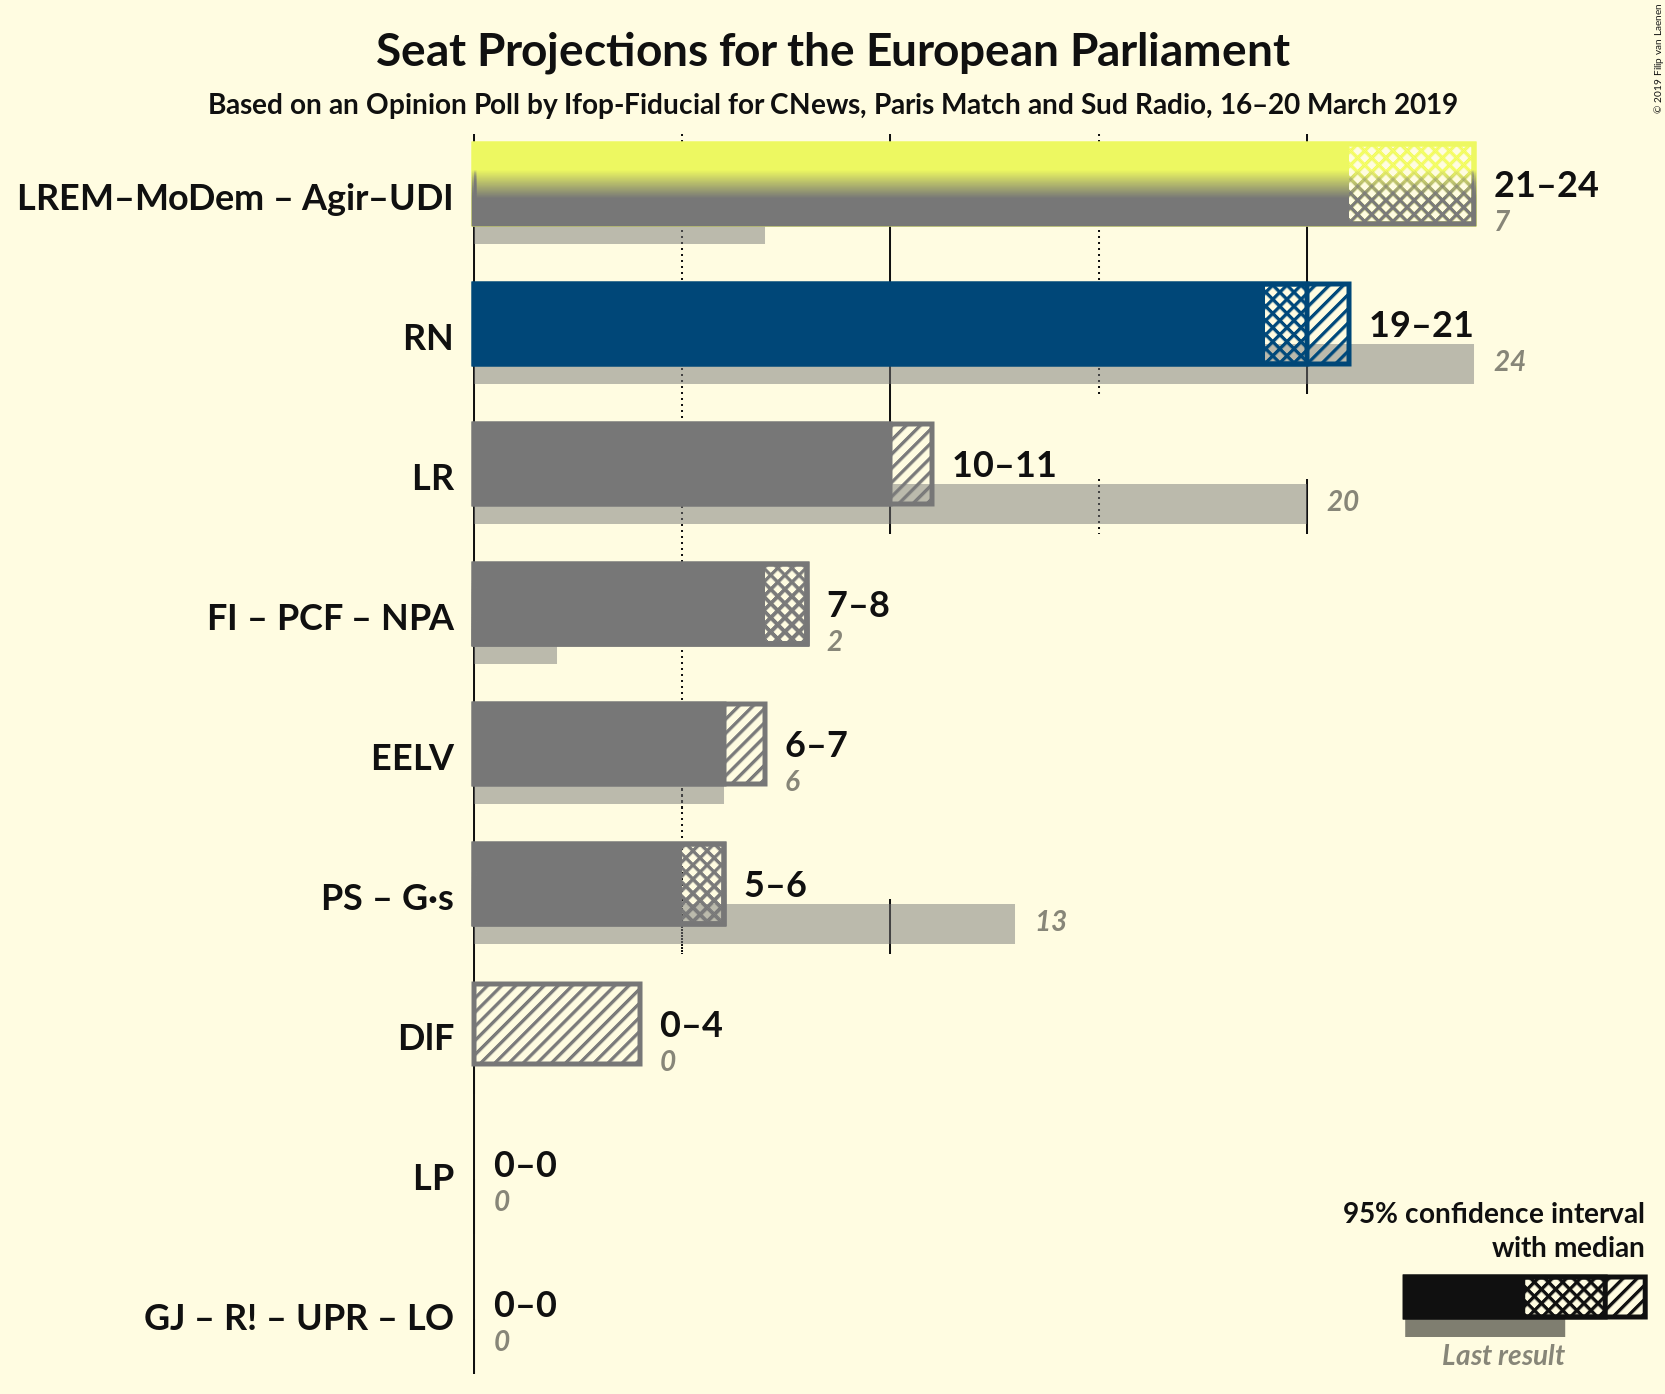 Seat Projections for the European Parliament
Based on an Opinion Poll by Ifop-Fiducial for CNews, Paris Match and Sud Radio, 16–20 March 2019
© 2019 Filip van Laenen
LREM–MoDem – Agir–UDI
21–24
7
RN
19–21
24
LR
10–11
20
FI – PCF – NPA
7–8
2
EELV
6–7
6
PS – G·s
5–6
13
DlF
0–4
0
LP
0–0
0
GJ – R! – UPR – LO
0–0
0
95% confidence interval
with median
Last result